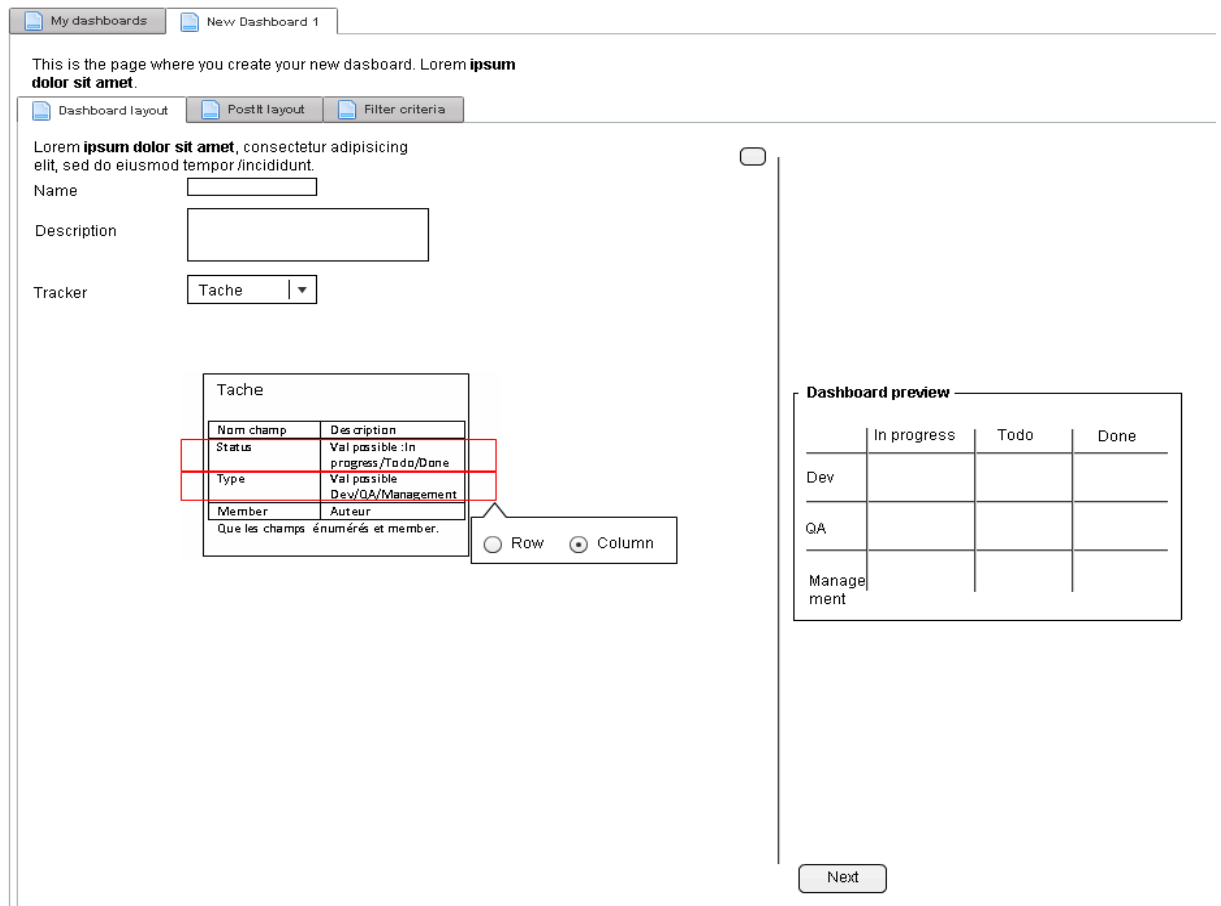 My dashboards
New Dashboard 1
This is the page where you create your new dasboard. Lorem ipsum
dolor sit amet.
Dashboard layout
PostIt layout
Filter criteria
Lorem ipsum dolor sit amet, consectetur adipisicing
elit, sed do eiusmod tempor /incididunt.
Name
Description
Tracker
Tache
Tache
Nom champ
Description
Status
Val possible :In
progress/Todo/Done
Type
Val possible
Dev/QA/Management
Member
Auteur
Que les champs énumérés et member.
Row
Column
Dashboard preview
In progress
Todo
Done
Dev
QA
Manage
ment
Next